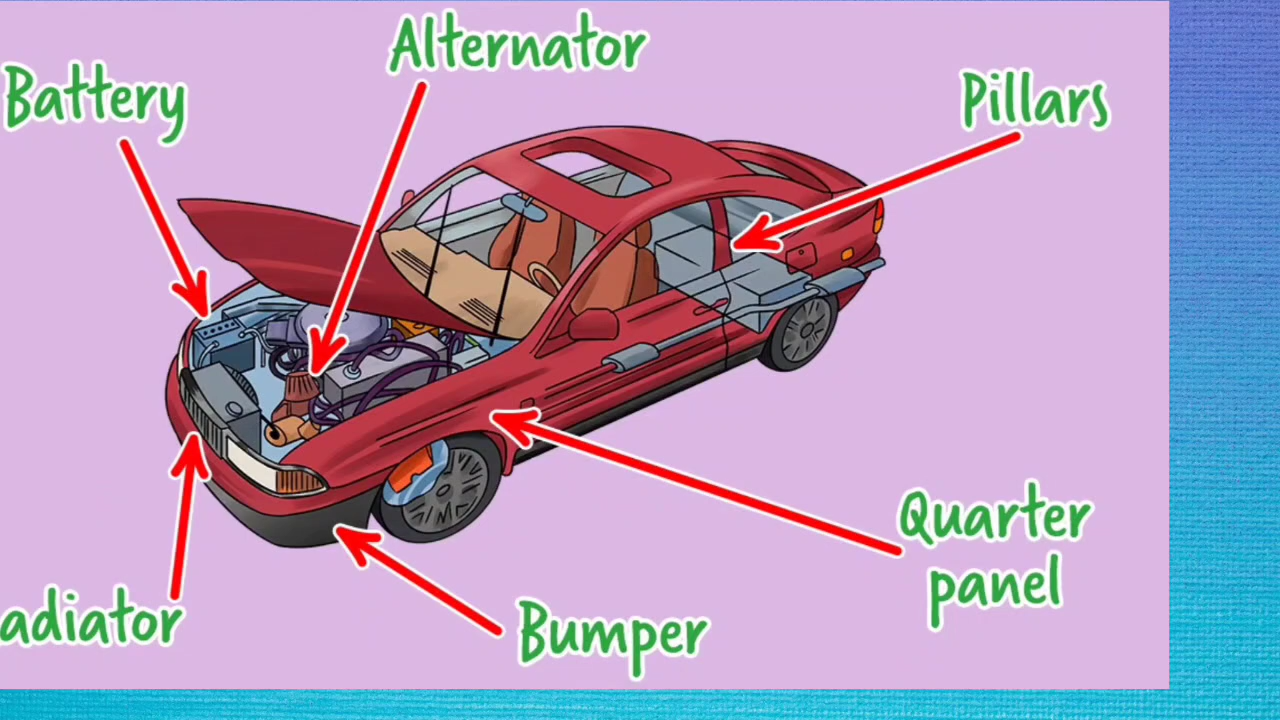 Alternator
Battery
Pillars
Quarter
panel
adiator
Bumper